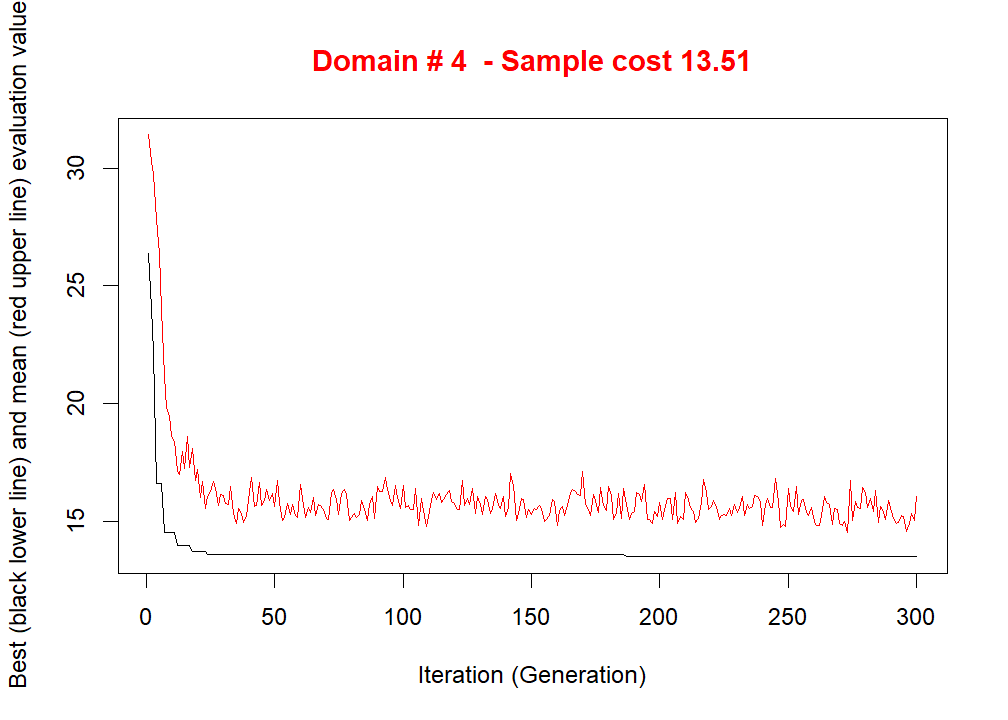 Domain # 4  - Sample cost 13.51
Best (black lower line) and mean (red upper line) evaluation value
30
25
20
15
0 50 100 150 200 250 300
Iteration (Generation)